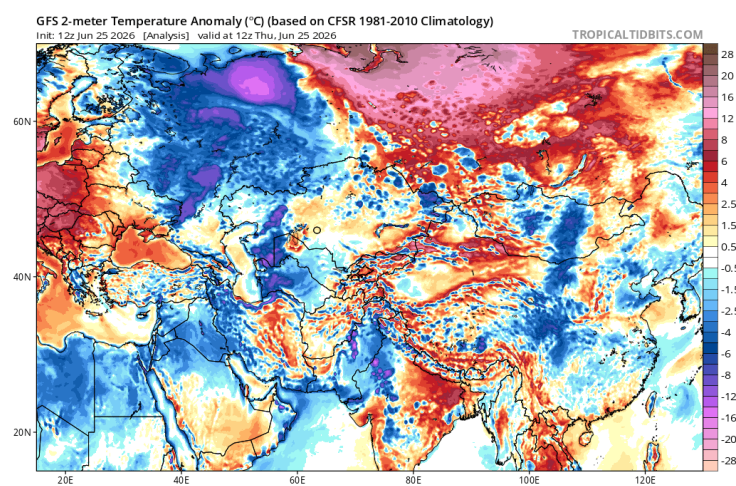 GFS 2-meter Temperature Anomaly (°C) (based on CFSR 1981-2010 Climatology)
Init: 12z Jun 25 2026 [Analysis] valid at 12z Thu, Jun 25 2026
TROPICALTIDBITS.COM
60N
40N
20N
20E
40E
60E
80E
100E
120E
28
20
16
12
8
6
4
2.5
1.5
0.5
-0.5
-1.5
-2.5
-4
-6
-8
-12
-16
-20
-28